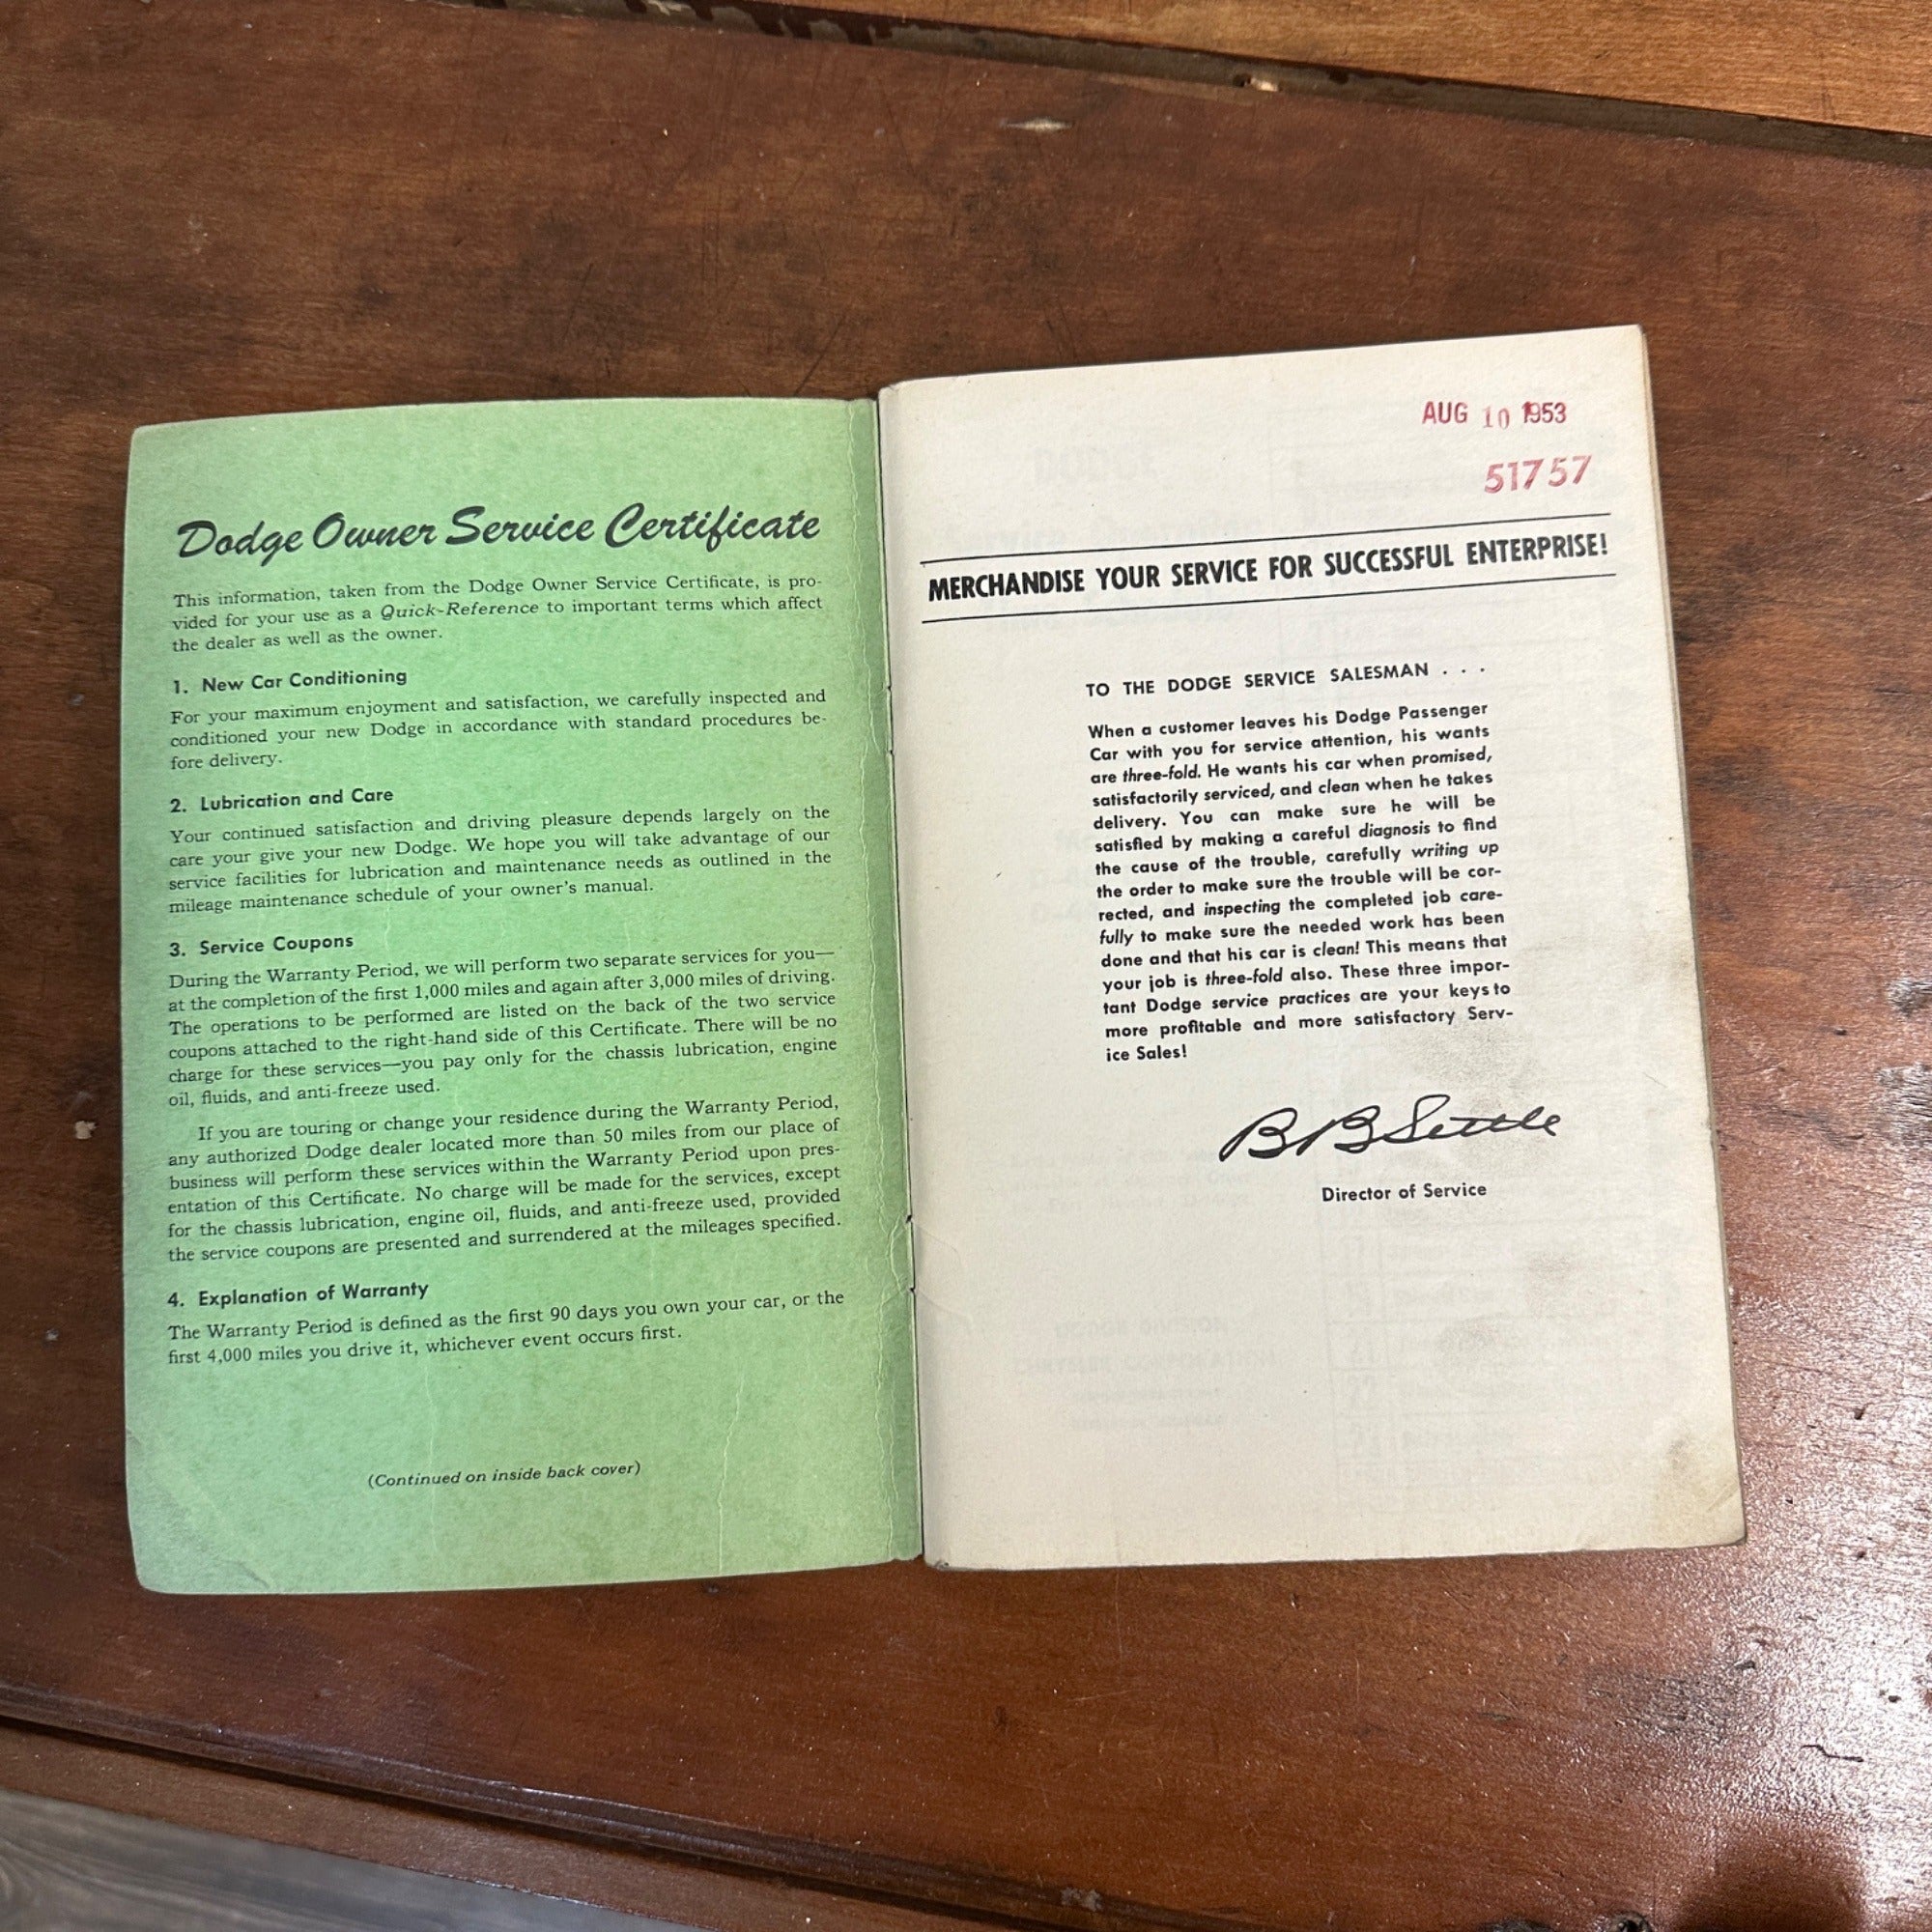 Dodge Owner Service Certificate
This information, taken from the Dodge Owner Service Certificate, is pro-
vided for your use as a Quick-Reference to important terms which affect
the dealer as well as the owner.
1. New Car Conditioning
For your maximum enjoyment and satisfaction, we carefully inspected and
conditioned your new Dodge in accordance with standard procedures be-
fore delivery.
2. Lubrication and Care
Your continued satisfaction and driving pleasure depends largely on the
care your give your new Dodge. We hope you will take advantage of our
service facilities for lubrication and maintenance needs as outlined in the
mileage maintenance schedule of your owner's manual.
3. Service Coupons
During the Warranty Period, we will perform two separate services for you—
at the completion of the first 1,000 miles and again after 3,000 miles of driving.
The operations to be performed are listed on the back of the two service
coupons attached to the right-hand side of this Certificate. There will be no
charge for these services—you pay only for the chassis lubrication, engine
oil, fluids, and anti-freeze used.
If you are touring or change your residence during the Warranty Period,
any authorized Dodge dealer located more than 50 miles from our place of
business will perform these services within the Warranty Period upon pres-
entation of this Certificate. No charge will be made for the services, except
for the chassis lubrication, engine oil, fluids, and anti-freeze used, provided
the service coupons are presented and surrendered at the mileages specified.
4. Explanation of Warranty
The Warranty Period is defined as the first 90 days you own your car, or the
first 4,000 miles you drive it, whichever event occurs first.
(Continued on inside back cover)
AUG 10 1953
51757
MERCHANDISE YOUR SERVICE FOR SUCCESSFUL ENTERPRISE!
TO THE DODGE SERVICE SALESMAN . . .
When a customer leaves his Dodge Passenger
Car with you for service attention, his wants
are three-fold. He wants his car when promised,
satisfactorily serviced, and clean when he takes
delivery. You can make sure he will be
satisfied by making a careful diagnosis to find
the cause of the trouble, carefully writing up
the order to make sure the trouble will be cor-
rected, and inspecting the completed job care-
fully to make sure the needed work has been
done and that his car is clean! This means that
your job is three-fold also. These three impor-
tant Dodge service practices are your keys to
more profitable and more satisfactory Serv-
ice Sales!
B B Settle
Director of Service